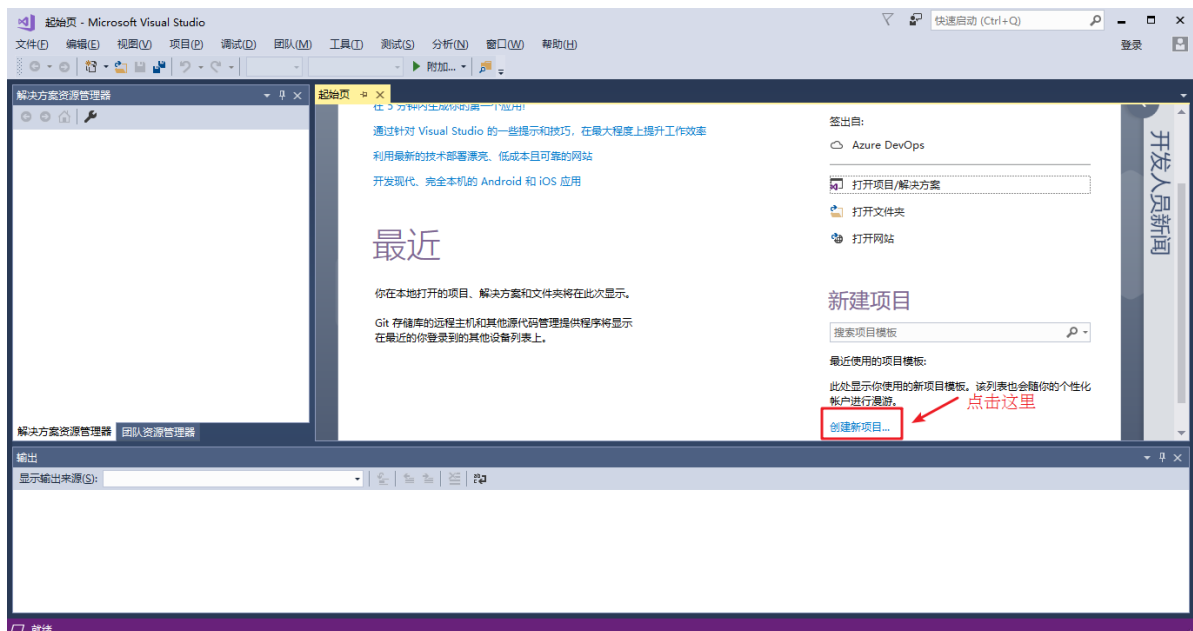 起始页 - Microsoft Visual Studio
快速启动 (Ctrl+Q)
文件(F) 编辑(E) 视图(V) 项目(P) 调试(D) 团队(M) 工具(T) 测试(S) 分析(N) 窗口(W) 帮助(H)
登录
附加...
解决方案资源管理器
起始页
在 5 分钟内生成你的第一个应用!
通过针对 Visual Studio 的一些提示和技巧，在最大程度上提升工作效率
利用最新的技术部署漂亮、低成本且可靠的网站
开发现代、完全本机的 Android 和 iOS 应用
最近
你在本地打开的项目、解决方案和文件夹将在此次显示。
Git 存储库的远程主机和其他源代码管理提供程序将显示
在最近的你登录到的其他设备列表上。
签出自:
Azure DevOps
打开项目/解决方案
打开文件夹
打开网站
新建项目
搜索项目模板
最近使用的项目模板:
此处显示你使用的新项目模板。该列表也会随你的个性化
帐户进行漫游。
点击这里
创建新项目...
开发人员新闻
解决方案资源管理器 团队资源管理器
输出
显示输出来源(S):
就绪